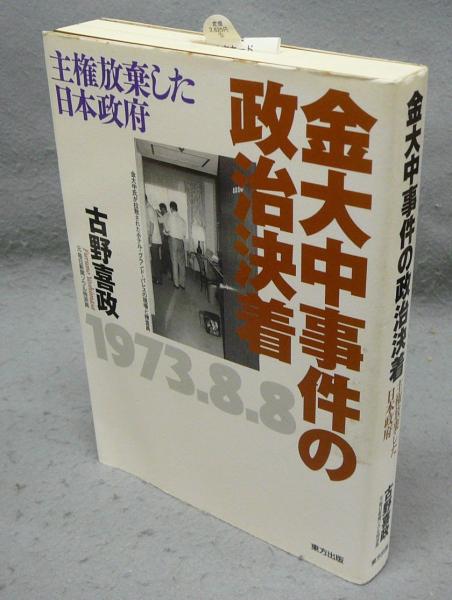 金大中事件の
政治決着
主権放棄した
日本政府
古野喜政
1973.8.8
東方出版
金大中事件の政治決着
主権放棄した
日本政府
古野喜政
定価